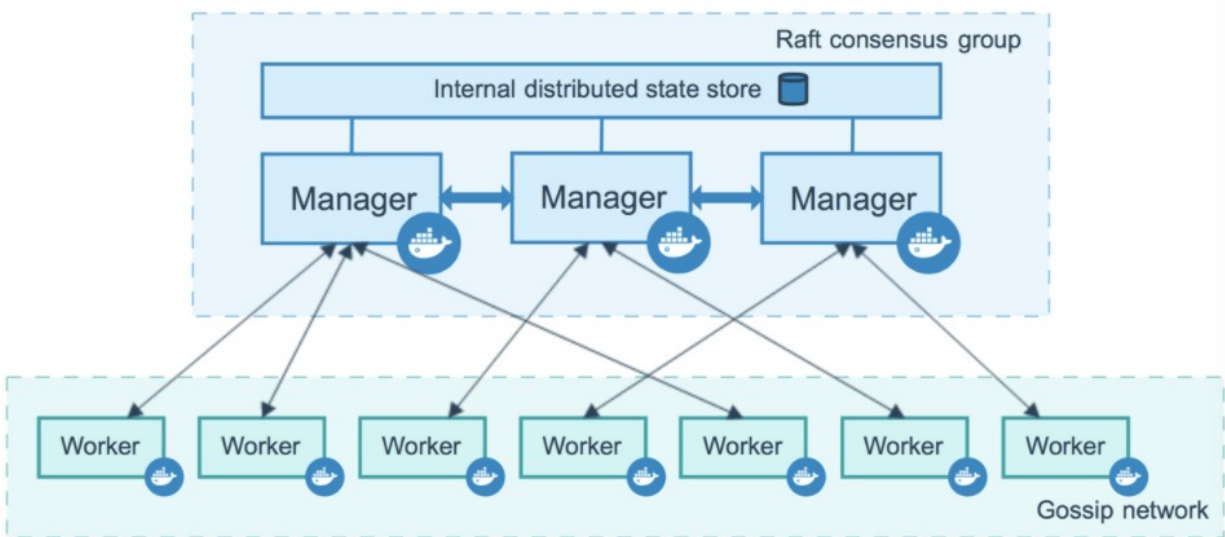 Raft consensus group
Internal distributed state store
Manager
Manager
Manager
Worker
Worker
Worker
Worker
Worker
Worker
Worker
Gossip network